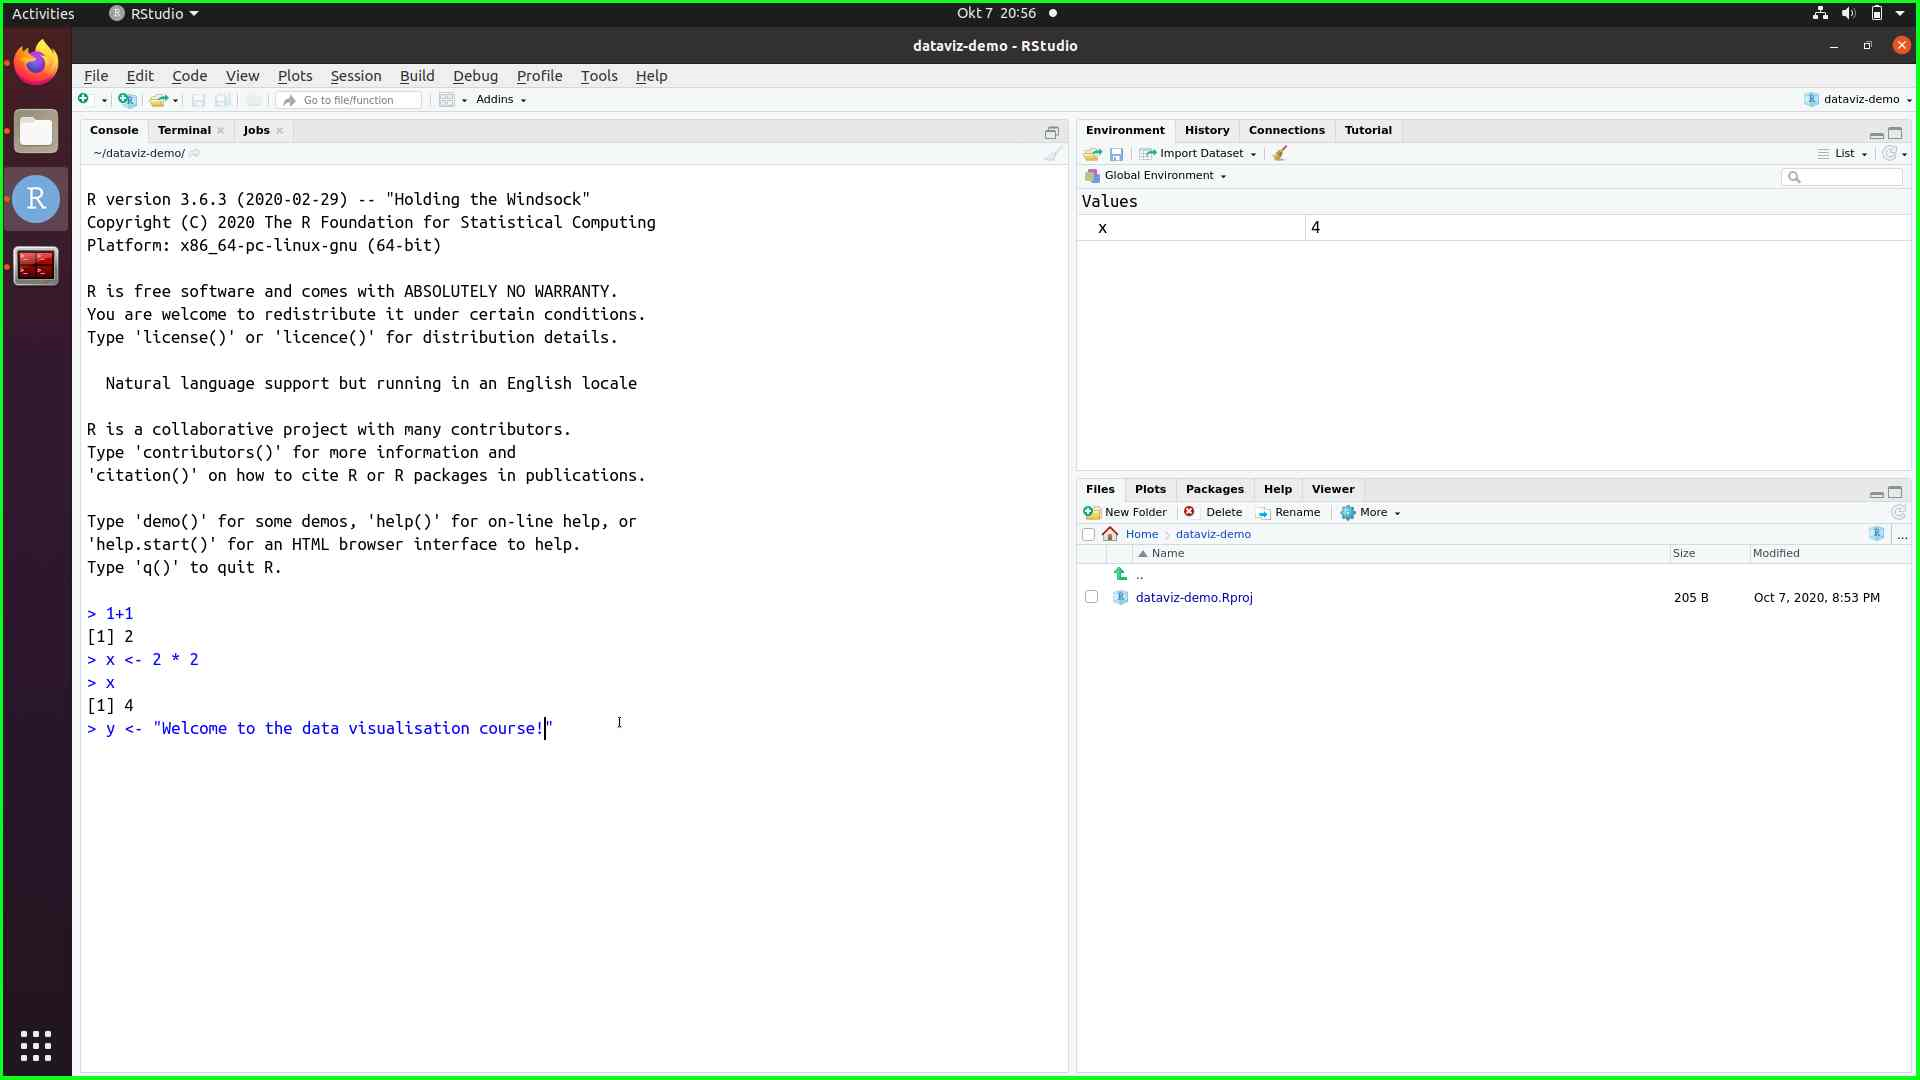 Activities RStudio Okt 7 20:56
dataviz-demo - RStudio
File Edit Code View Plots Session Build Debug Profile Tools Help
Go to file/function Addins dataviz-demo
Console Terminal Jobs
~/dataviz-demo/
R version 3.6.3 (2020-02-29) -- "Holding the Windsock"
Copyright (C) 2020 The R Foundation for Statistical Computing
Platform: x86_64-pc-linux-gnu (64-bit)
R is free software and comes with ABSOLUTELY NO WARRANTY.
You are welcome to redistribute it under certain conditions.
Type 'license()' or 'licence()' for distribution details.
Natural language support but running in an English locale
R is a collaborative project with many contributors.
Type 'contributors()' for more information and
'citation()' on how to cite R or R packages in publications.
Type 'demo()' for some demos, 'help()' for on-line help, or
'help.start()' for an HTML browser interface to help.
Type 'q()' to quit R.
> 1+1
[1] 2
> x <- 2 * 2
> x
[1] 4
> y <- "Welcome to the data visualisation course!"
Environment History Connections Tutorial
Import Dataset List
Global Environment
Values
x 4
Files Plots Packages Help Viewer
New Folder Delete Rename More
Home dataviz-demo ...
Name Size Modified
..
dataviz-demo.Rproj 205 B Oct 7, 2020, 8:53 PM